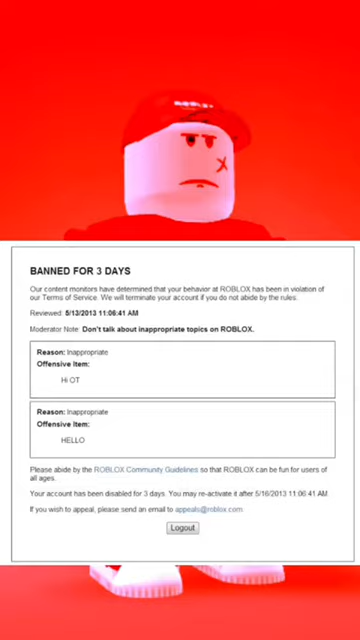 ROBLOX
BANNED FOR 3 DAYS
Our content monitors have determined that your behavior at ROBLOX has been in violation of
our Terms of Service. We will terminate your account if you do not abide by the rules.
Reviewed: 5/13/2013 11:06:41 AM
Moderator Note: Don't talk about inappropriate topics on ROBLOX.
Reason: Inappropriate
Offensive Item:
Hi OT
Reason: Inappropriate
Offensive Item:
HELLO
Please abide by the ROBLOX Community Guidelines so that ROBLOX can be fun for users of
all ages.
Your account has been disabled for 3 days. You may re-activate it after 5/16/2013 11:06:41 AM
If you wish to appeal, please send an email to appeals@roblox.com
Logout